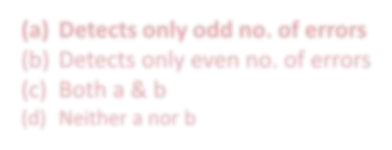 (a) Detects only odd no. of errors
(b) Detects only even no. of errors
(c) Both a & b
(d) Neither a nor b